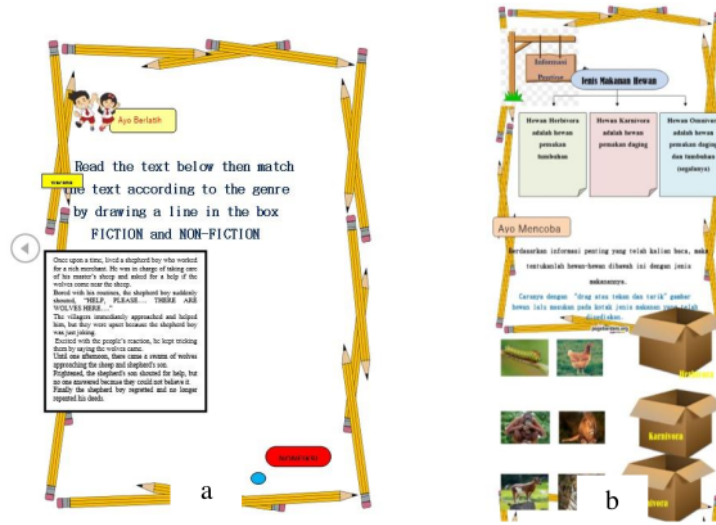 Ayo Berlatih
Read the text below then match
the text according to the genre
by drawing a line in the box
FICTION and NON-FICTION
Once upon a time, lived a shepherd boy who worked
for a rich merchant. He was in charge of taking care
of his master's sheep and asked for a help if the
wolves come near the sheep.
Bored with his routines, the shepherd boy suddenly
shouted, "HELP, PLEASE.... THERE ARE
WOLVES HERE...."
The villagers immediately approached and helped
him, but they were upset because the shepherd boy
was just joking.
Excited with the people's reaction, he kept tricking
them by saying the wolves came.
Until one afternoon, there came a swarm of wolves
approaching the sheep and shepherd's son.
Frightened, the shepherd's son shouted for help, but
no one answered because they could not believe it.
Finally the shepherd boy regretted and no longer
repeated his deeds.
a
Informasi
Penting
Jenis Makanan Hewan
Hewan Herbivora
adalah hewan
pemakan
tumbuhan
Hewan Karnivora
adalah hewan
pemakan daging
Hewan Omnivora
adalah hewan
pemakan daging
dan tumbuhan
(segalanya)
Ayo Mencoba
Berdasarkan informasi penting yang telah kalian baca, maka
tentukanlah hewan-hewan dibawah ini dengan jenis
makanannya.
Caranya dengan "drag atau tekan dan tarik" gambar
hewan lalu masukan pada kotak jenis makanan yang telah
disediakan.
Herbivora
Karnivora
b